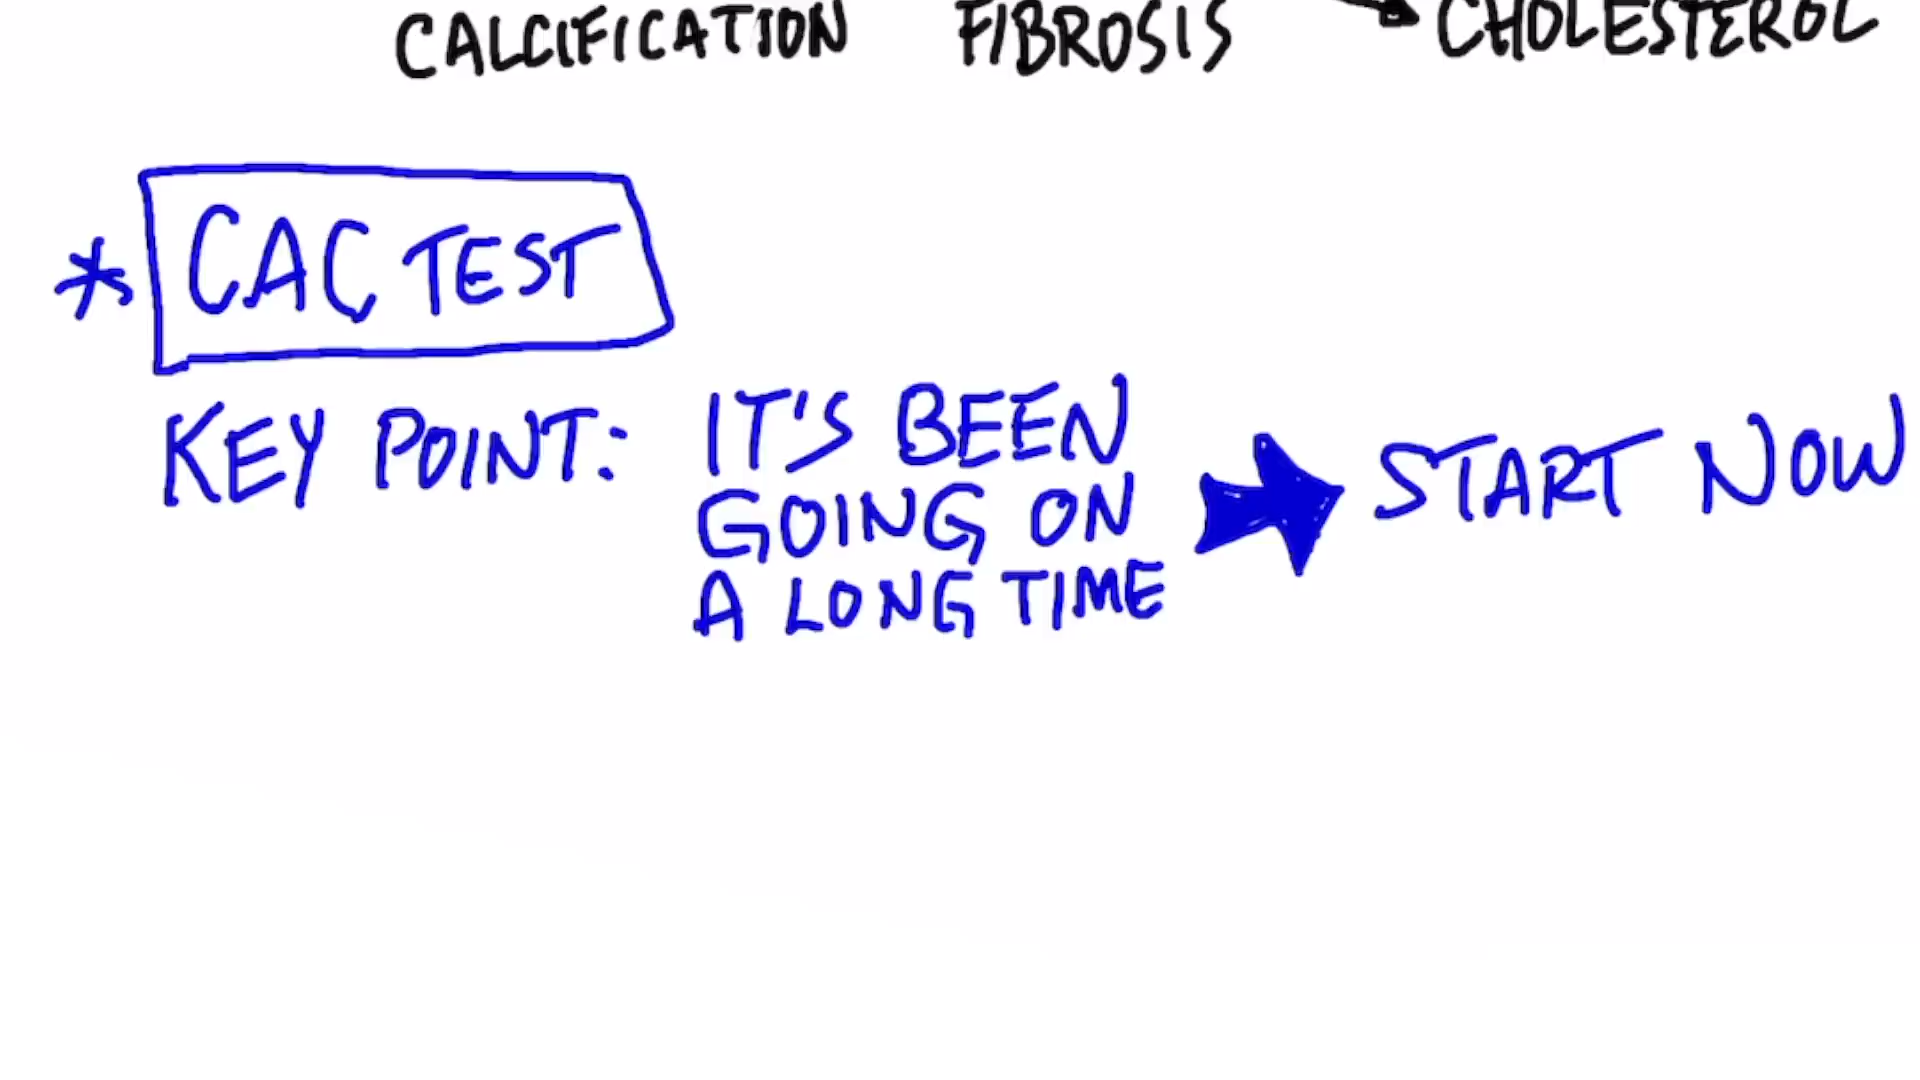 CALCIFICATION FIBROSIS CHOLESTEROL
* CAC TEST
KEY POINT: IT'S BEEN
GOING ON
A LONG TIME
START NOW